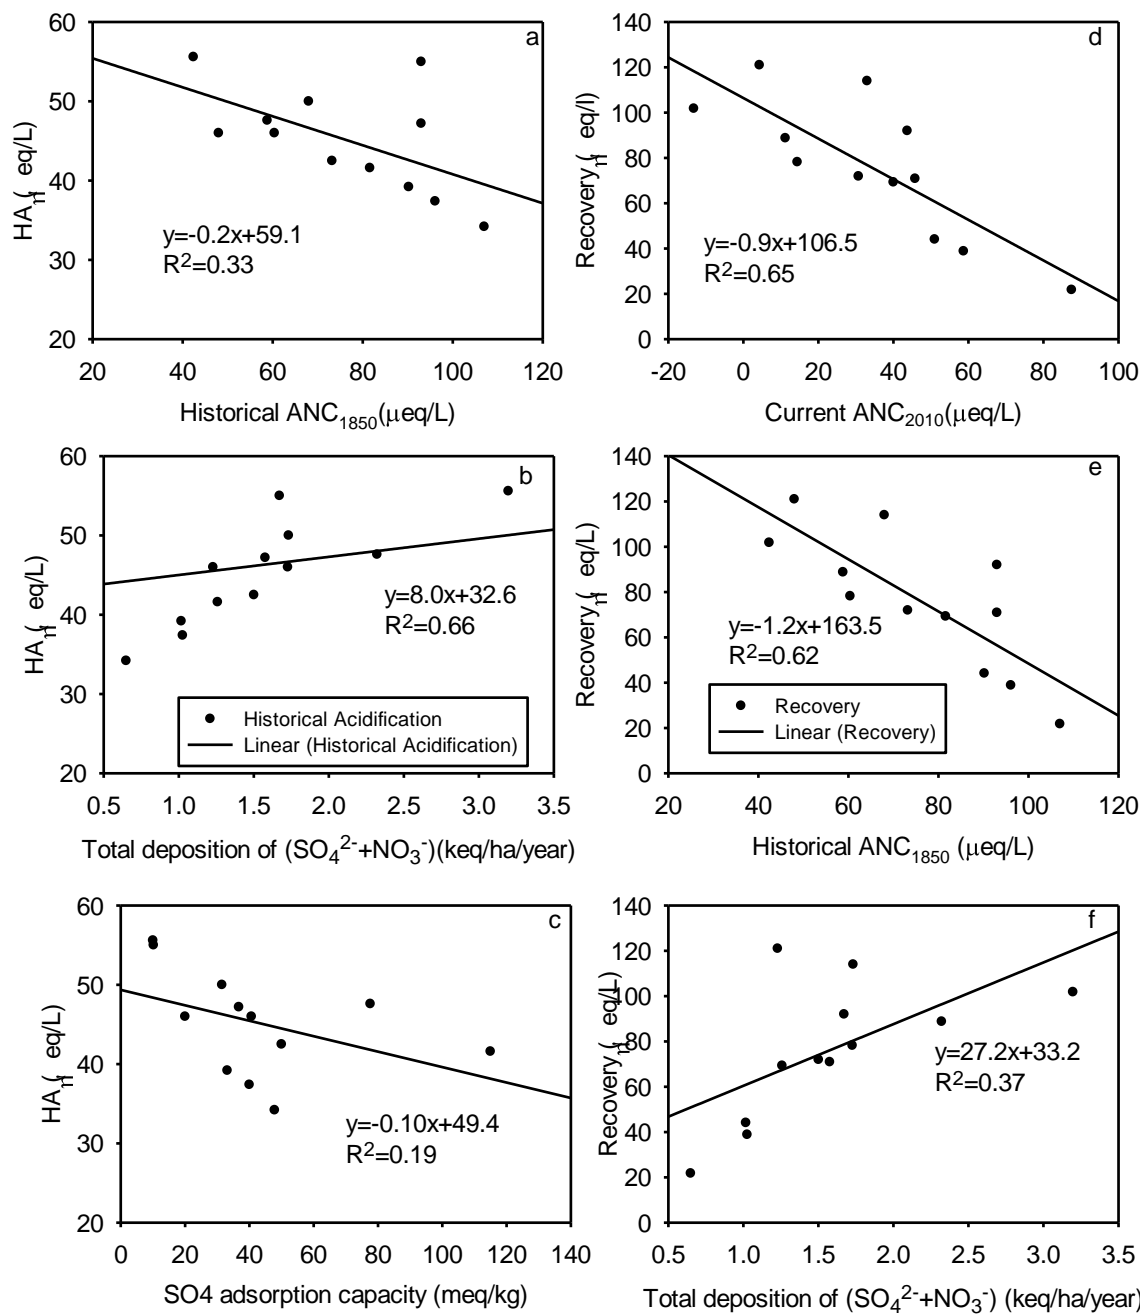 a
60
50
40
30
20
HA (η eq/L)
y=-0.2x+59.1
R²=0.33
20 40 60 80 100 120
Historical ANC₁₈₅₀(μeq/L)
d
140
120
100
80
60
40
20
0
Recovery (η eq/l)
y=-0.9x+106.5
R²=0.65
-20 0 20 40 60 80 100
Current ANC₂₀₁₀(μeq/L)
b
60
50
40
30
20
HA (η eq/L)
y=8.0x+32.6
R²=0.66
Historical Acidification
Linear (Historical Acidification)
0.5 1.0 1.5 2.0 2.5 3.0 3.5
Total deposition of (SO₄²⁻+NO₃⁻)(keq/ha/year)
e
140
120
100
80
60
40
20
0
Recovery (η eq/L)
y=-1.2x+163.5
R²=0.62
Recovery
Linear (Recovery)
20 40 60 80 100 120
Historical ANC₁₈₅₀ (μeq/L)
c
60
50
40
30
20
HA (η eq/L)
y=-0.10x+49.4
R²=0.19
0 20 40 60 80 100 120 140
SO4 adsorption capacity (meq/kg)
f
140
120
100
80
60
40
20
0
Recovery (η eq/L)
y=27.2x+33.2
R²=0.37
0.5 1.0 1.5 2.0 2.5 3.0 3.5
Total deposition of (SO₄²⁻+NO₃⁻) (keq/ha/year)